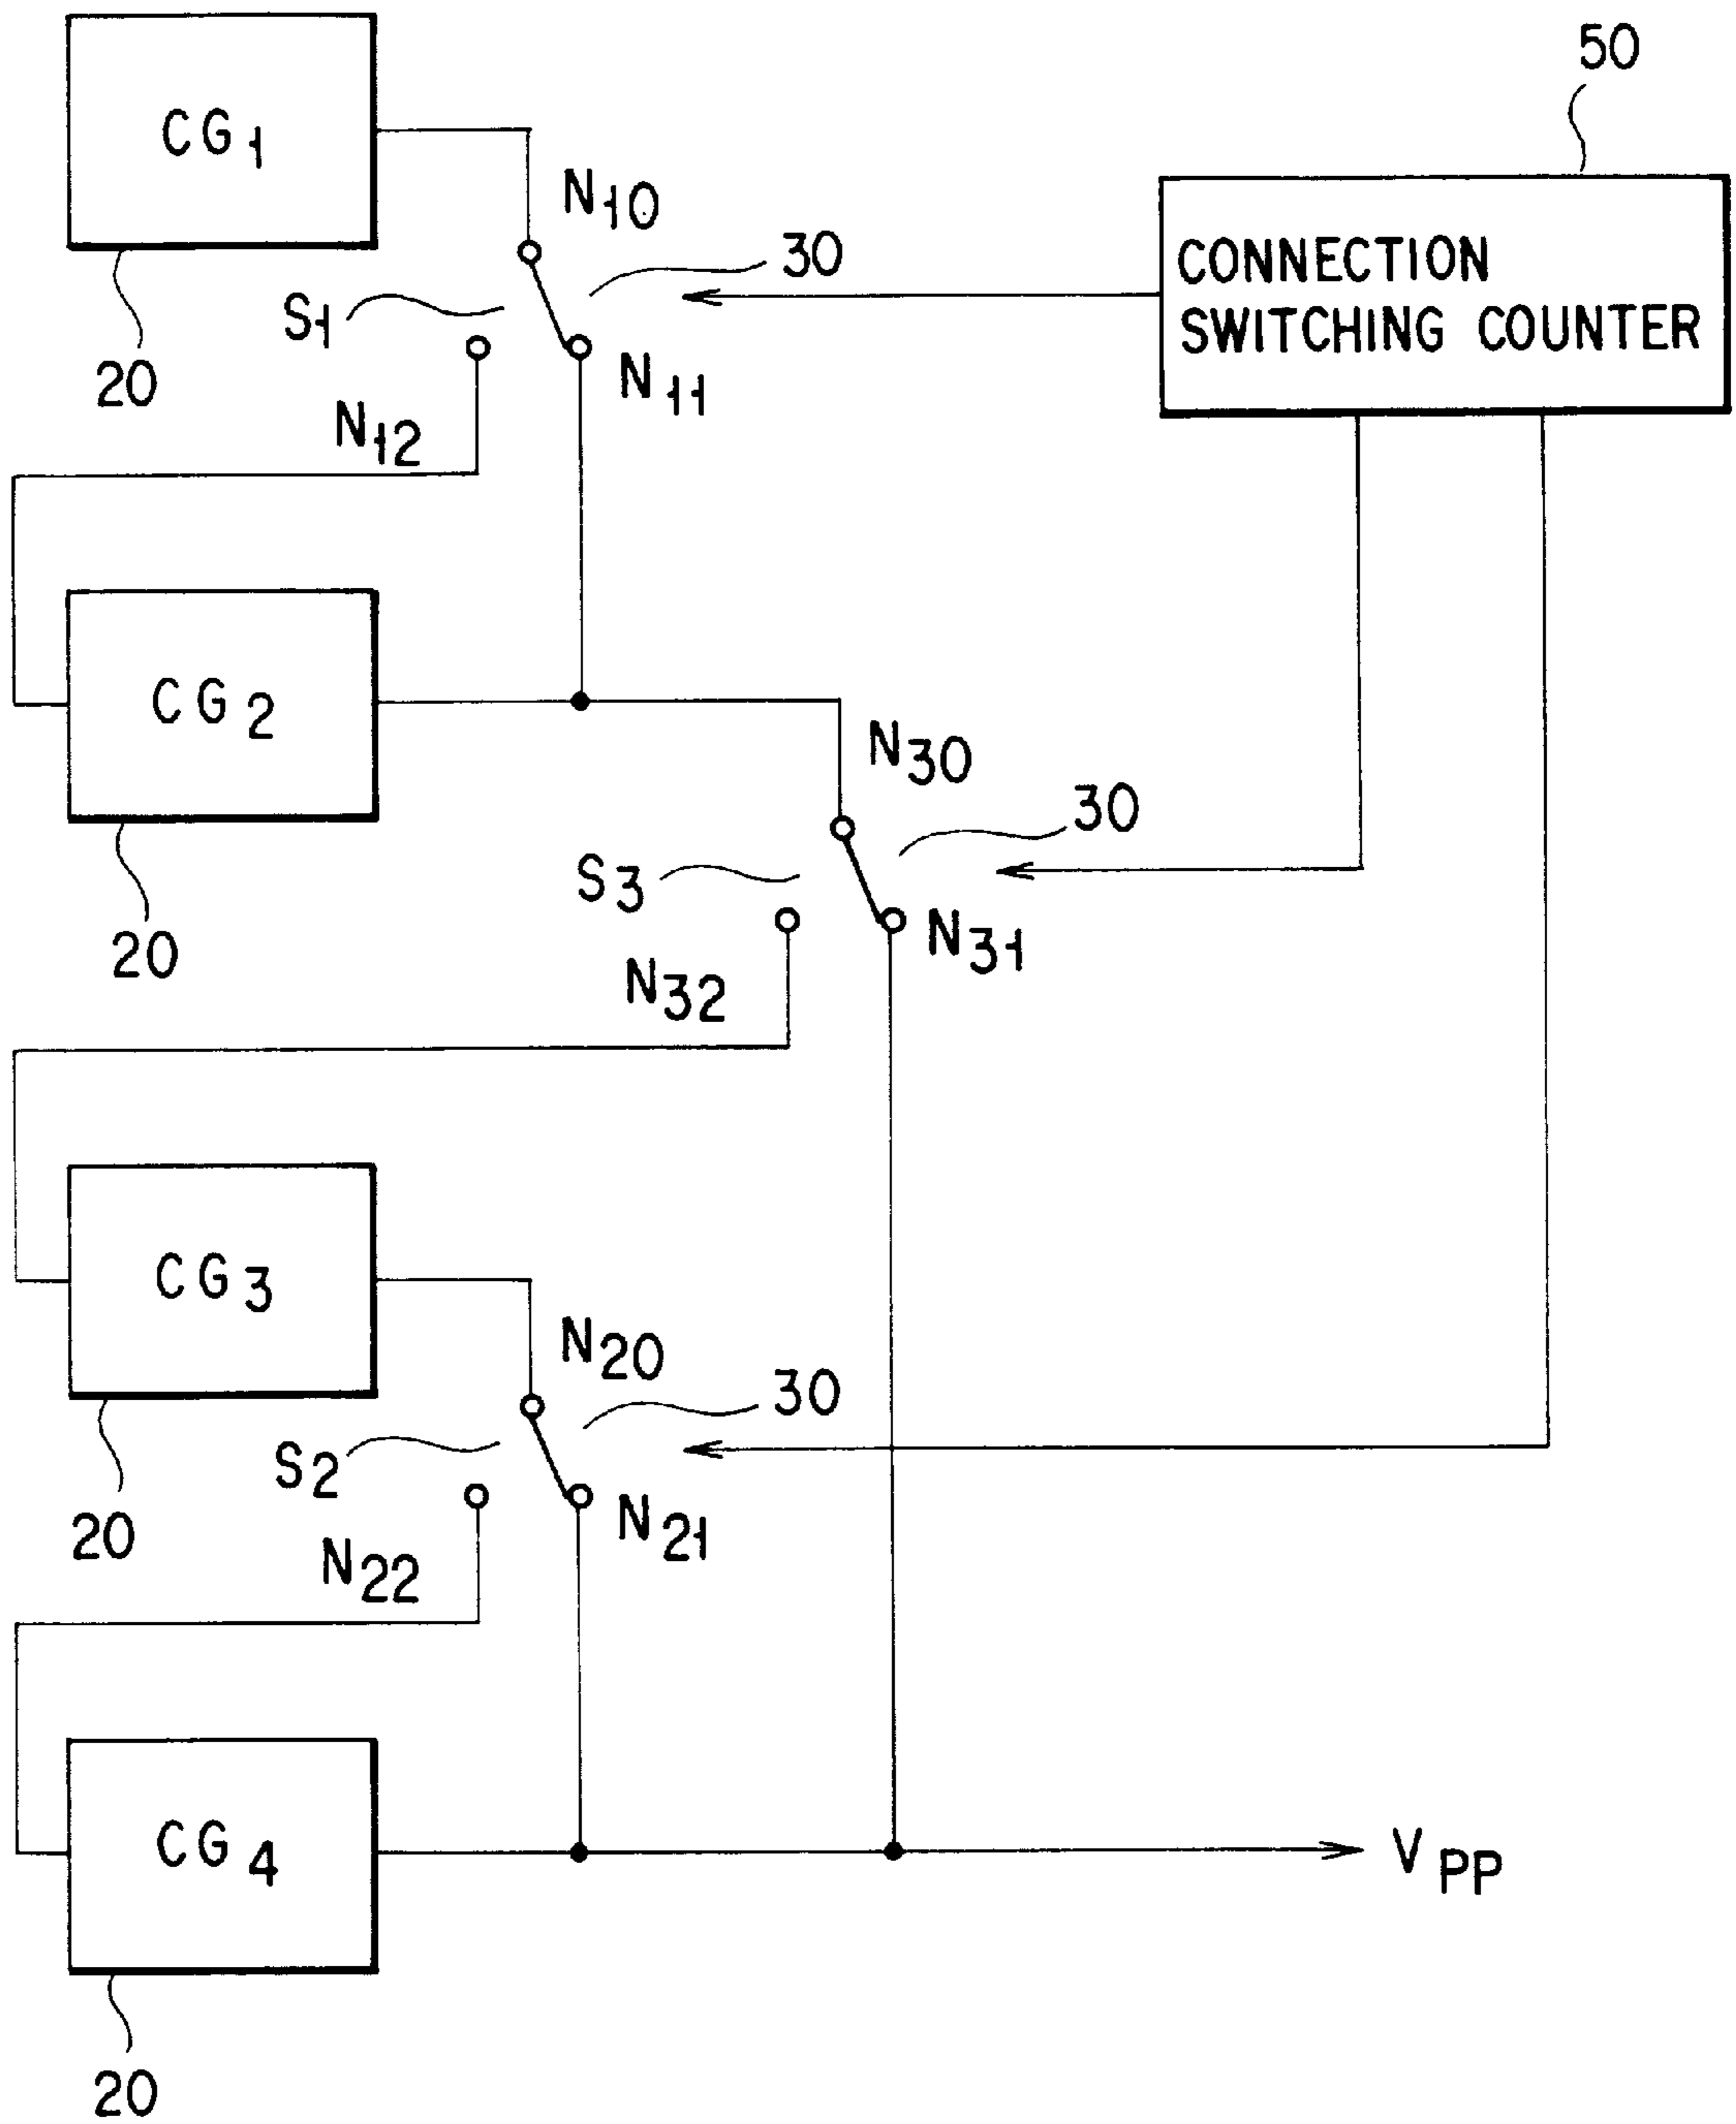 50
CG1
N10
30
CONNECTION
SWITCHING COUNTER
S1
20
N11
N12
CG2
N30
30
S3
20
N31
N32
CG3
N20
30
S2
20
N21
N22
CG4
VPP
20